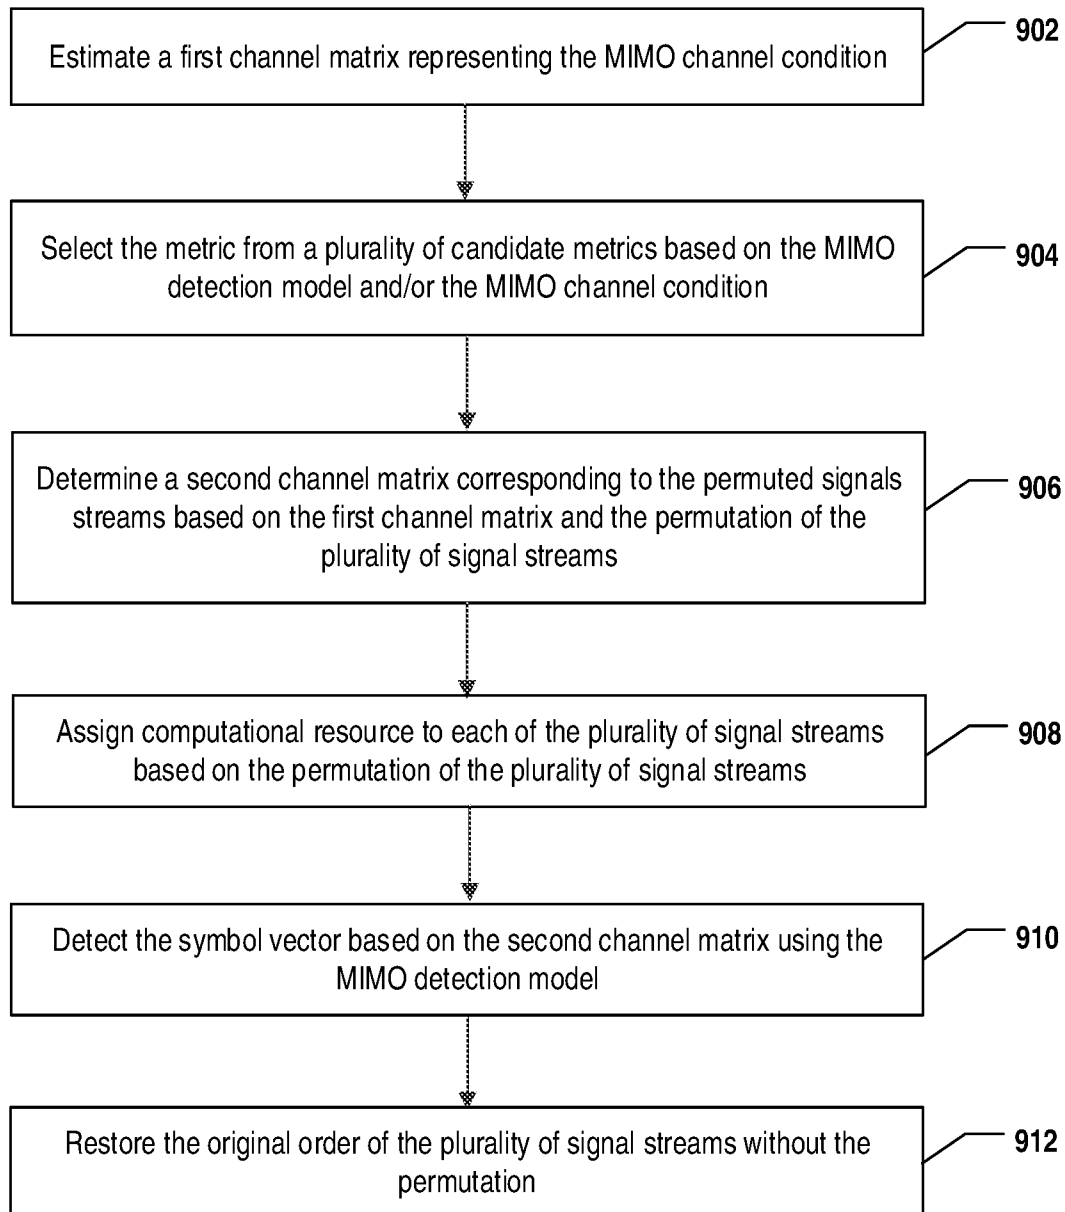 Estimate a first channel matrix representing the MIMO channel condition
902
Select the metric from a plurality of candidate metrics based on the MIMO
detection model and/or the MIMO channel condition
904
Determine a second channel matrix corresponding to the permuted signals
streams based on the first channel matrix and the permutation of the
plurality of signal streams
906
Assign computational resource to each of the plurality of signal streams
based on the permutation of the plurality of signal streams
908
Detect the symbol vector based on the second channel matrix using the
MIMO detection model
910
Restore the original order of the plurality of signal streams without the
permutation
912